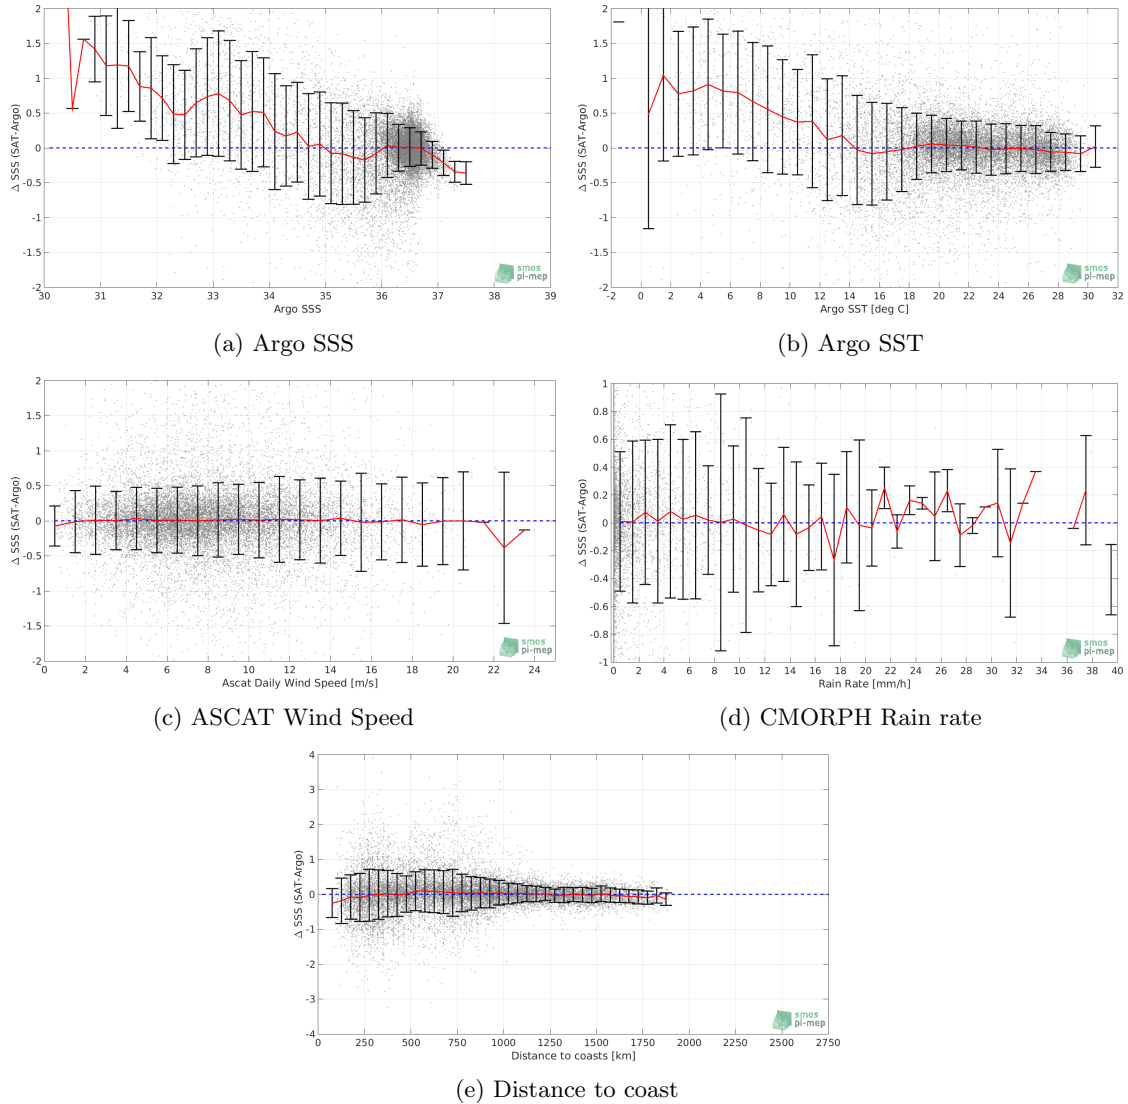 2
1.5
1
0.5
0
-0.5
-1
-1.5
-2
Δ SSS (SAT-Argo)
30 31 32 33 34 35 36 37 38 39
Argo SSS
smos
pi-mep
(a) Argo SSS
2
1.5
1
0.5
0
-0.5
-1
-1.5
2
Δ SSS (SAT-Argo)
-2 0 2 4 6 8 10 12 14 16 18 20 22 24 26 28 30 32
Argo SST [deg C]
smos
pi-mep
(b) Argo SST
2
1.5
1
0.5
0
-0.5
-1
-1.5
-2
Δ SSS (SAT-Argo)
0 2 4 6 8 10 12 14 16 18 20 22 24
Ascat Daily Wind Speed [m/s]
smos
pi-mep
(c) ASCAT Wind Speed
1
0.8
0.6
0.4
0.2
0
-0.2
-0.4
-0.6
-0.8
-1
Δ SSS (SAT-Argo)
0 2 4 6 8 10 12 14 16 18 20 22 24 26 28 30 32 34 36 38 40
Rain Rate [mm/h]
smos
pi-mep
(d) CMORPH Rain rate
4
3
2
1
0
-1
-2
-3
-4
Δ SSS (SAT-Argo)
0 250 500 750 1000 1250 1500 1750 2000 2250 2500 2750
Distance to coasts [km]
smos
pi-mep
(e) Distance to coast